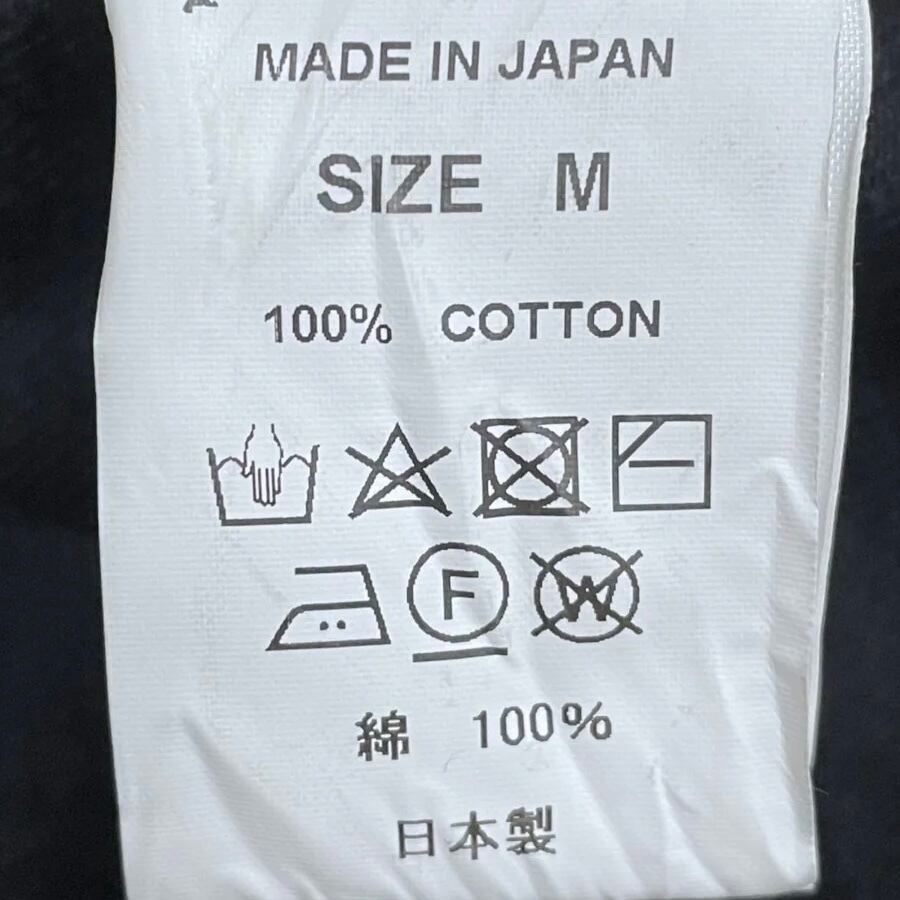 MADE IN JAPAN
SIZE M
100% COTTON
F W
綿 100%
日本製